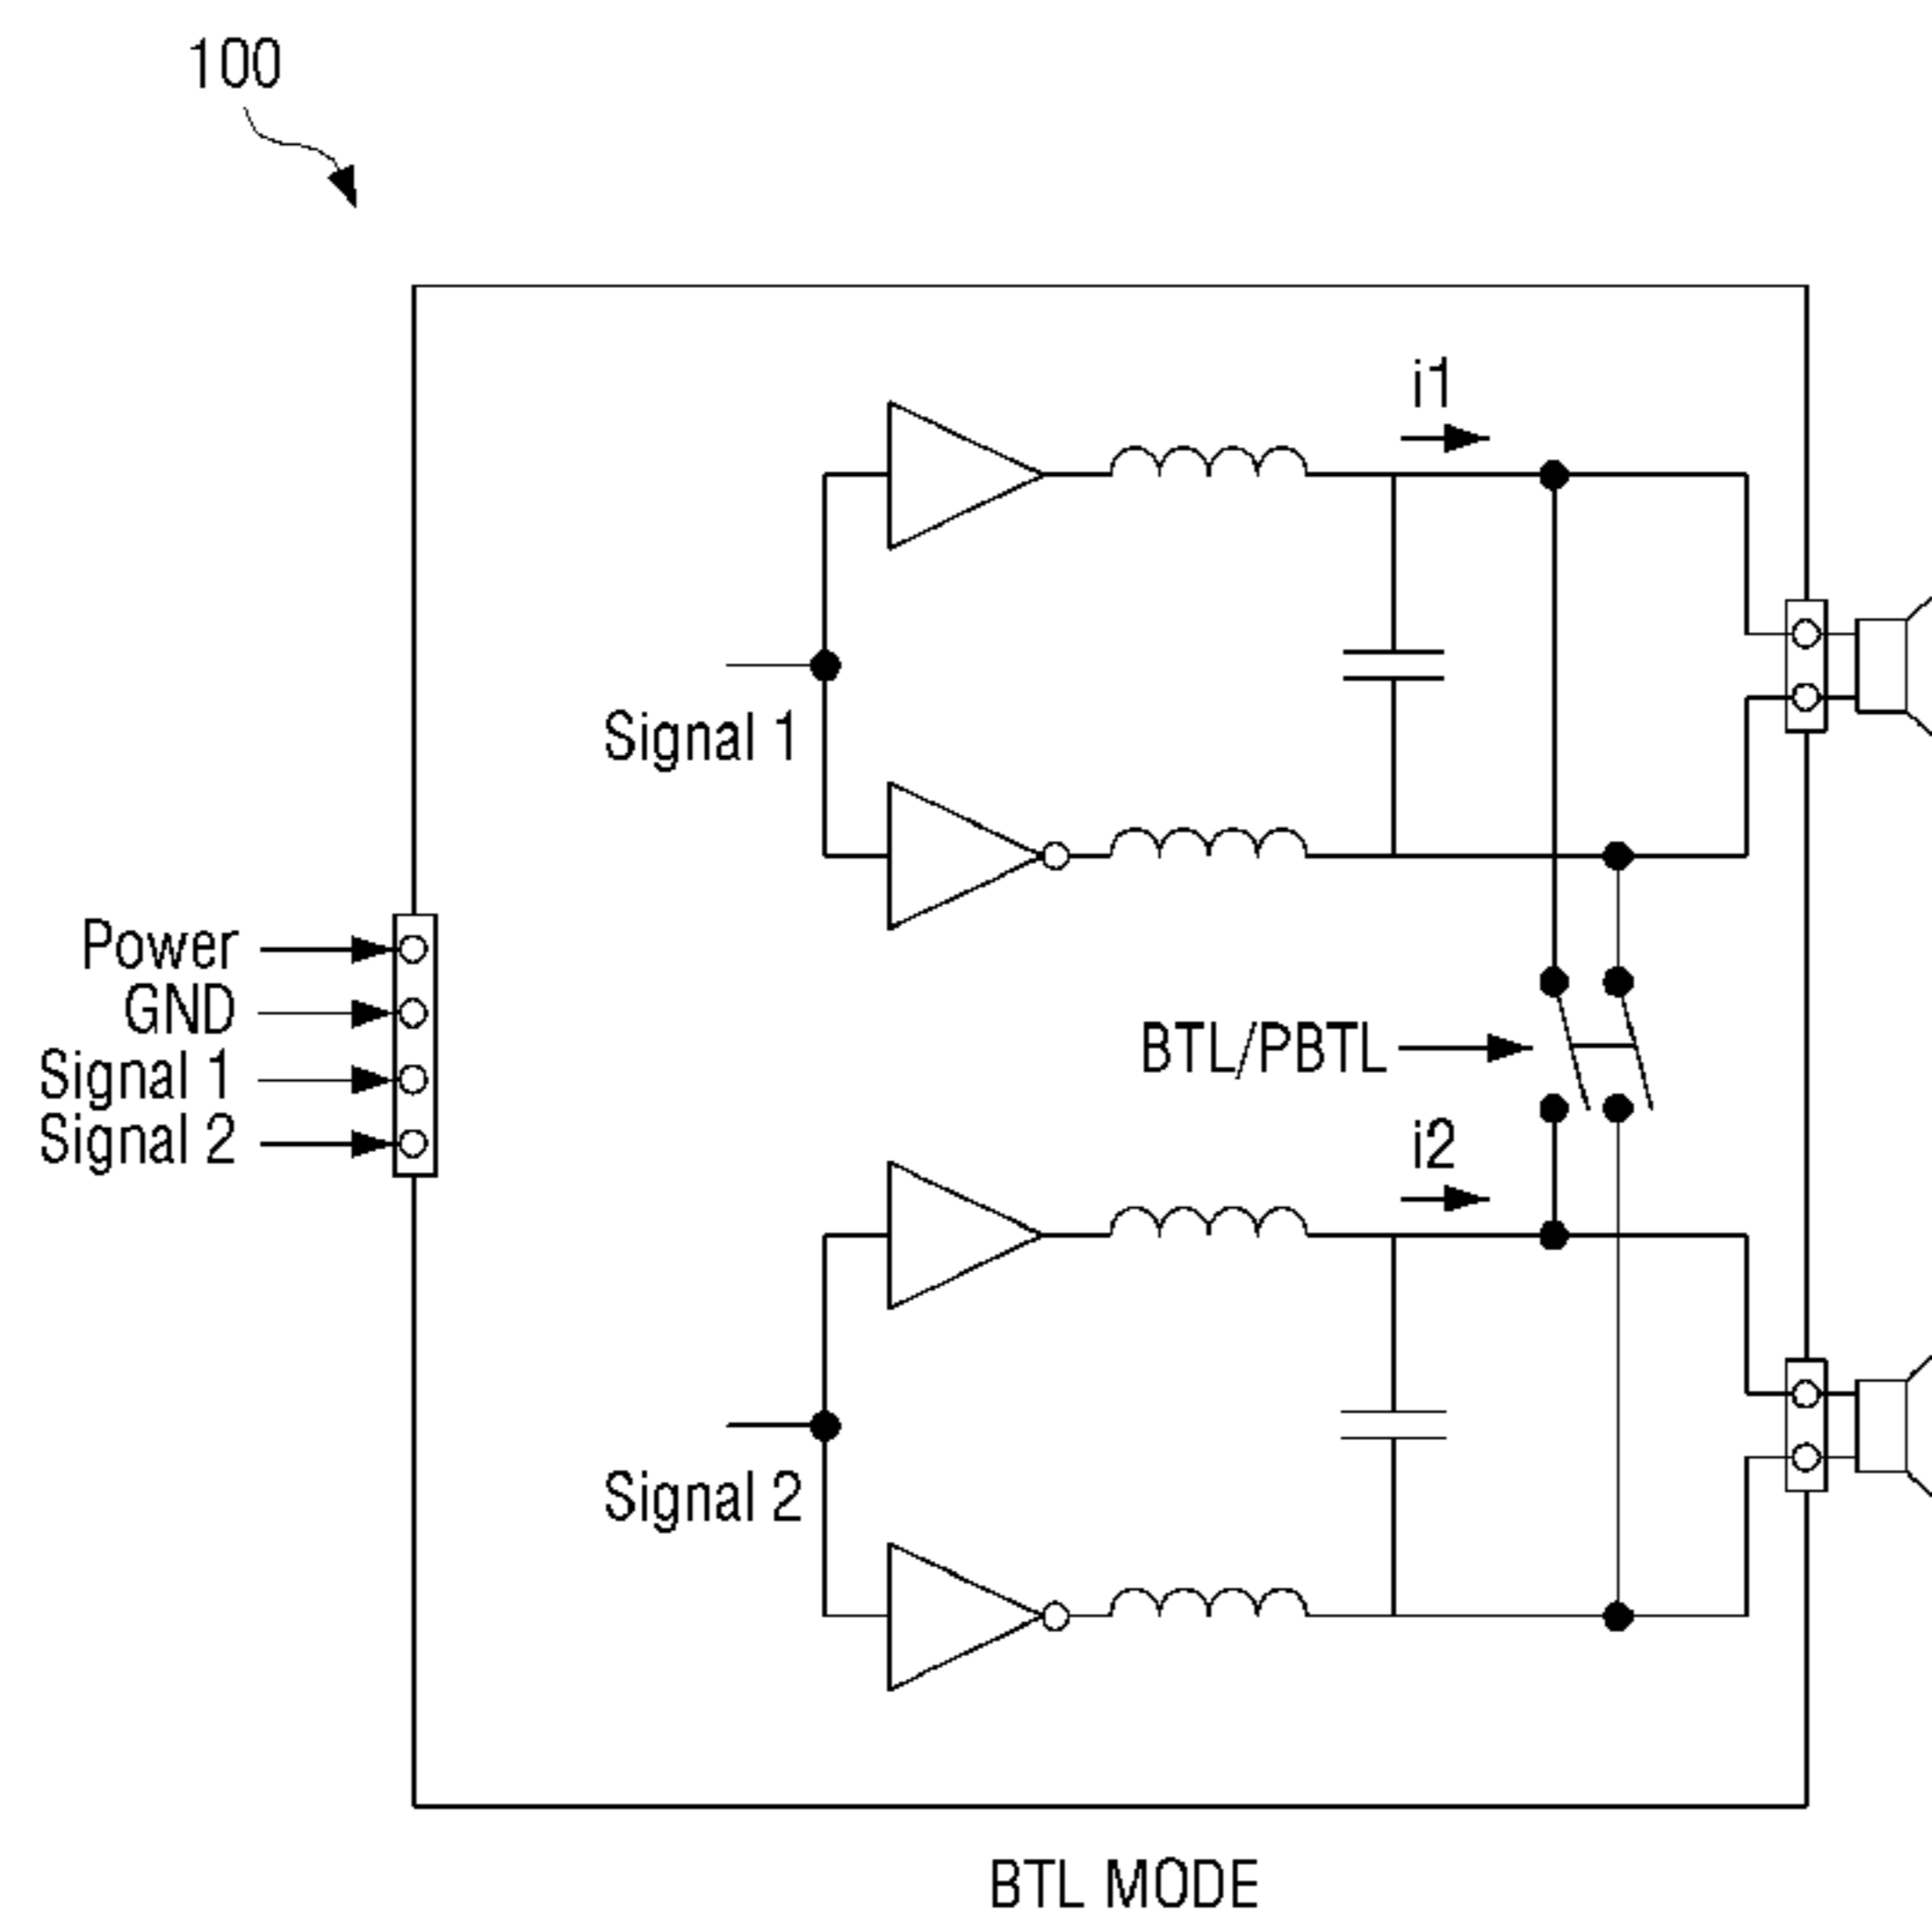 100
i1
Signal 1
Power
GND
Signal 1
Signal 2
BTL/PBTL
i2
Signal 2
BTL MODE